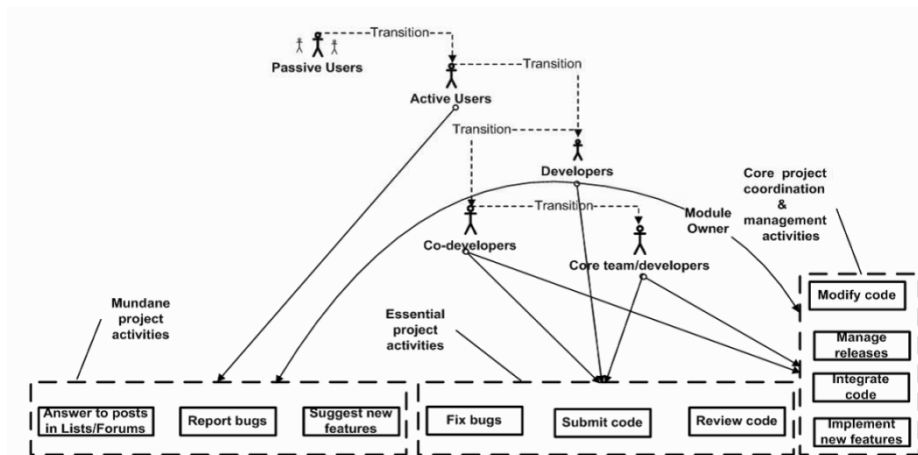 Transition
Passive Users
Transition
Active Users
Transition
Developers
Core project
coordination
&
management
activities
Module
Owner
Transition
Co-developers
Core team/developers
Modify code
Mundane
project
activities
Essential
project
activities
Manage
releases
Integrate
code
Answer to posts
in Lists/Forums
Report bugs
Suggest new
features
Fix bugs
Submit code
Review code
Implement
new features